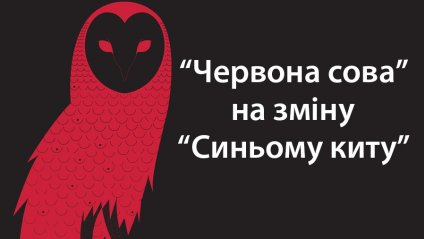 “Червона сова”
на зміну
“Синьому киту”